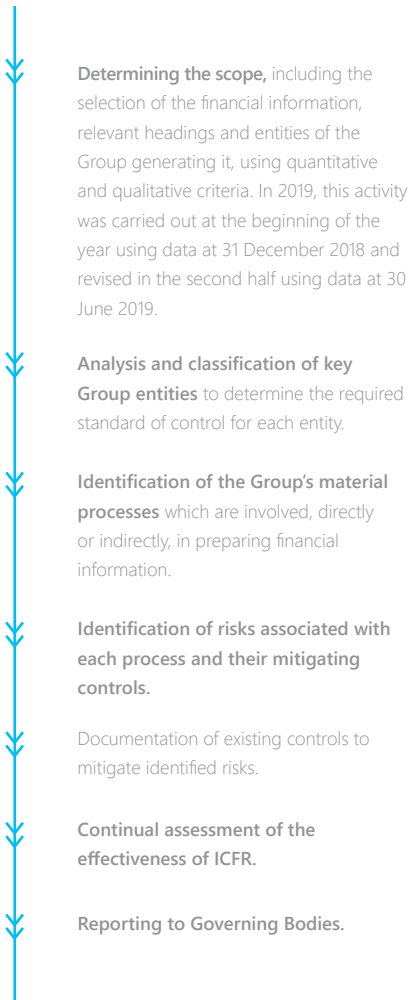 Determining the scope, including the
selection of the financial information,
relevant headings and entities of the
Group generating it, using quantitative
and qualitative criteria. In 2019, this activity
was carried out at the beginning of the
year using data at 31 December 2018 and
revised in the second half using data at 30
June 2019.
Analysis and classification of key
Group entities to determine the required
standard of control for each entity.
Identification of the Group's material
processes which are involved, directly
or indirectly, in preparing financial
information.
Identification of risks associated with
each process and their mitigating
controls.
Documentation of existing controls to
mitigate identified risks.
Continual assessment of the
effectiveness of ICFR.
Reporting to Governing Bodies.